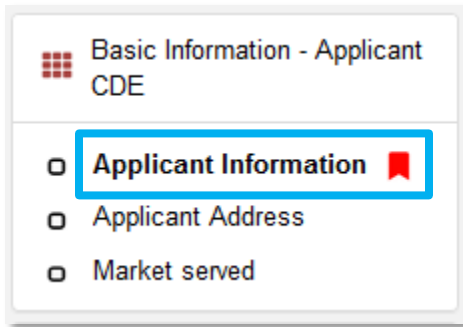 Basic Information - Applicant
CDE
Applicant Information
Applicant Address
Market served